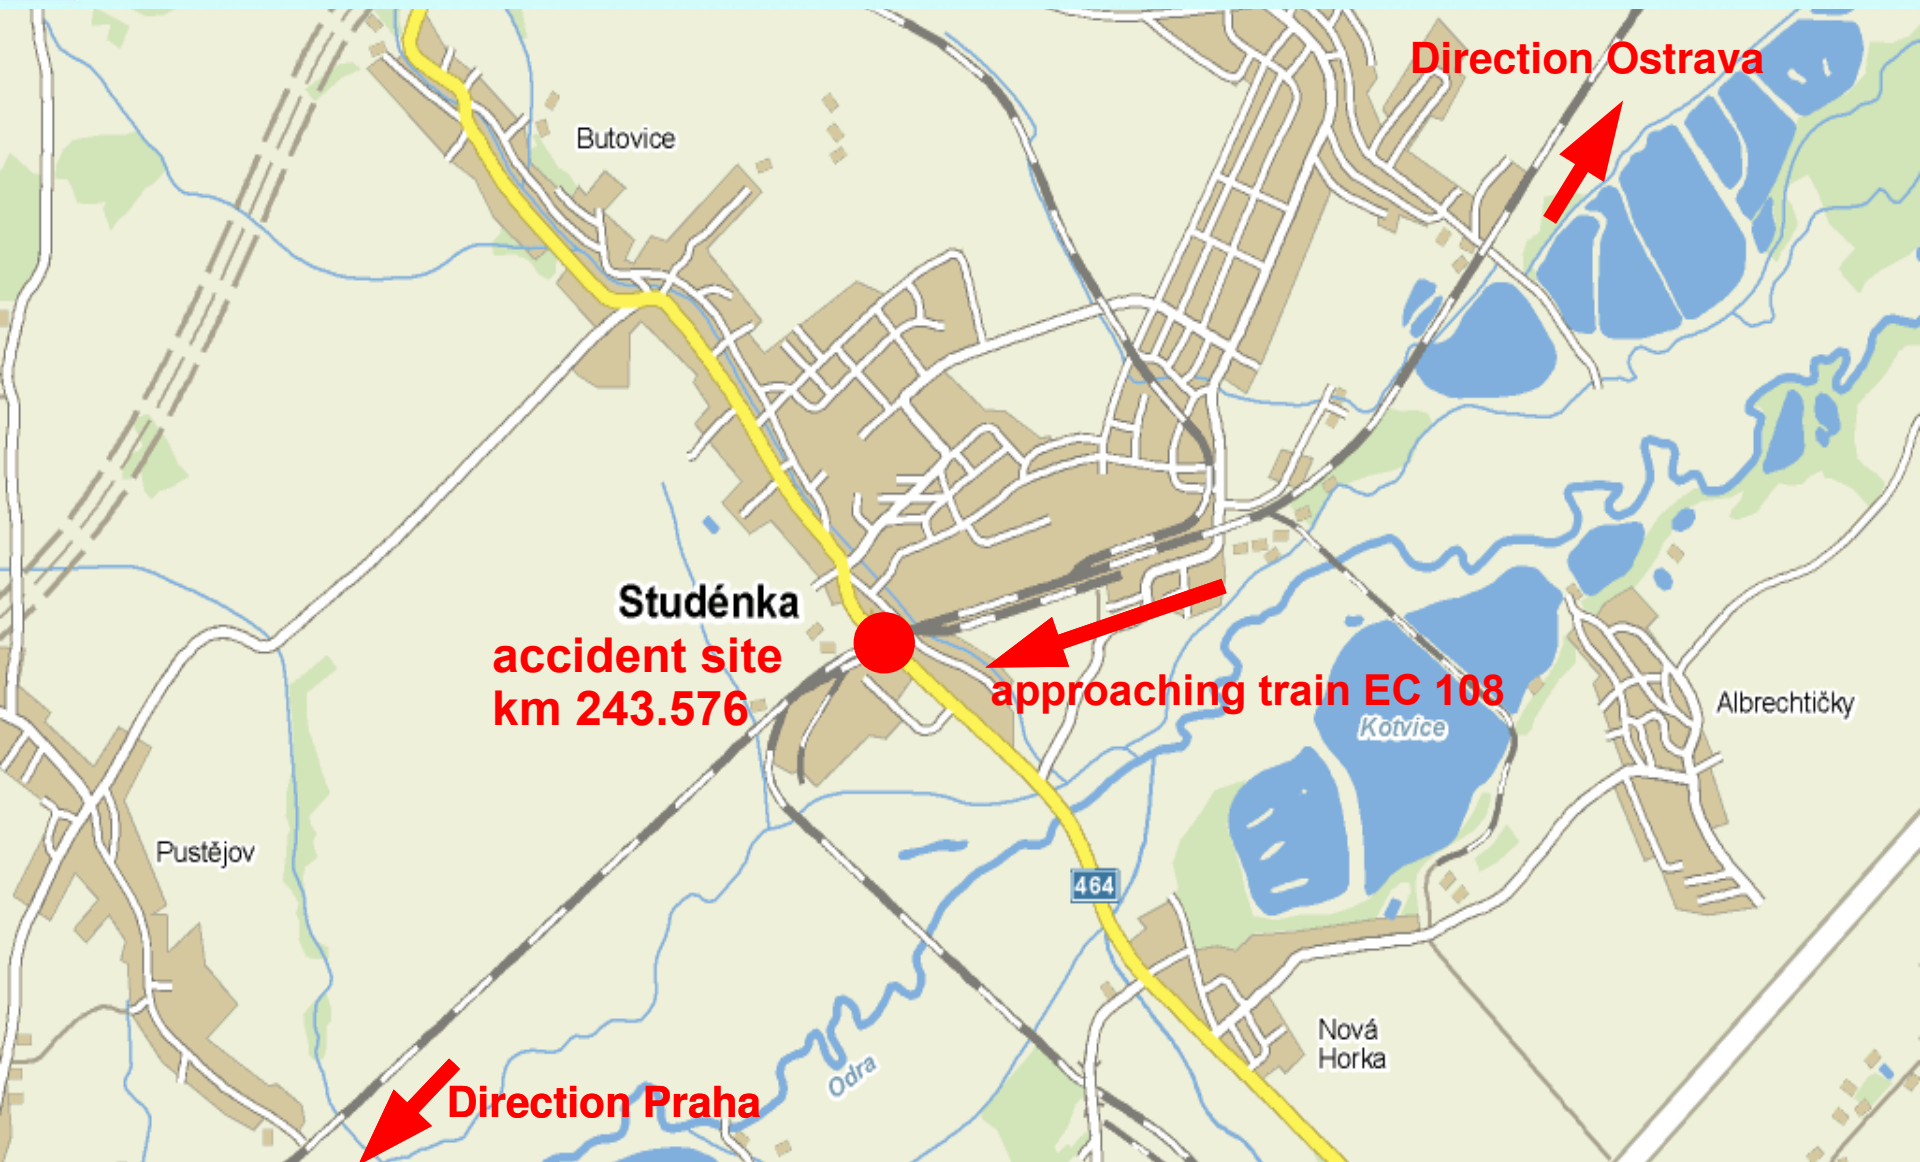 Direction Ostrava
Butovice
Studénka
accident site
km 243.576
approaching train EC 108
Kotvice
Albrechtičky
Pustějov
464
Nová
Horka
Odra
Direction Praha